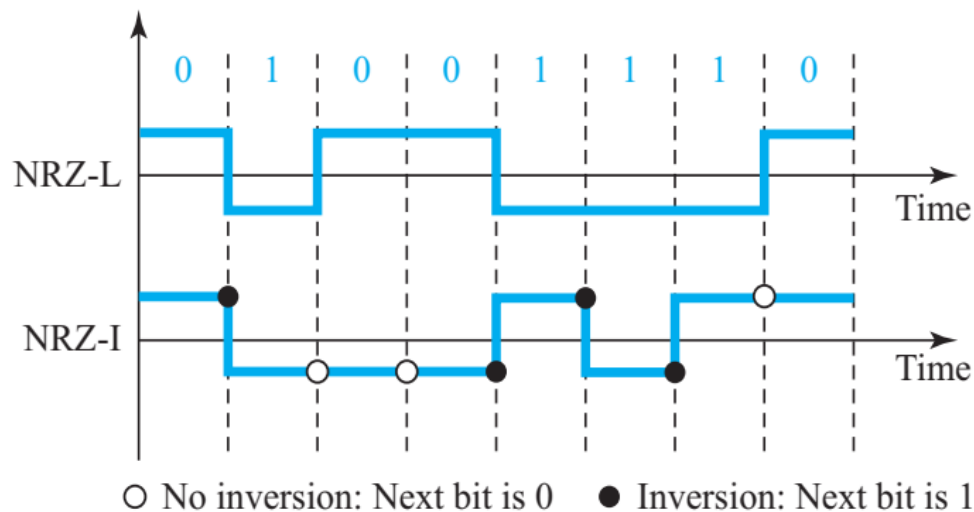 0 1 0 0 1 1 1 0
NRZ-L
Time
NRZ-I
Time
No inversion: Next bit is 0 Inversion: Next bit is 1